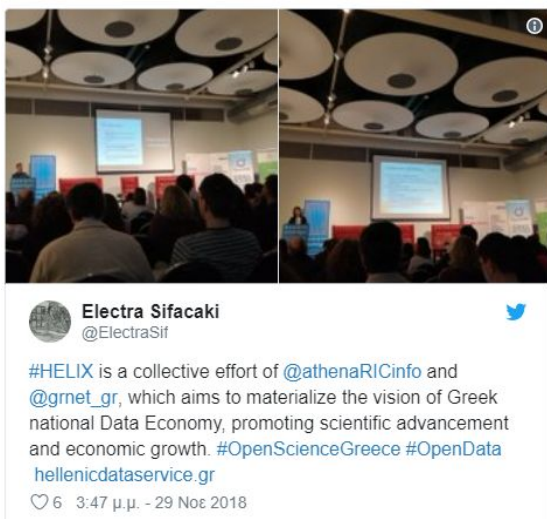 Electra Sifacaki
@ElectraSif
#HELIX is a collective effort of @athenaRICinfo and
@grnet_gr, which aims to materialize the vision of Greek
national Data Economy, promoting scientific advancement
and economic growth. #OpenScienceGreece #OpenData
hellenicdataservice.gr
6 3:47 μ.μ. - 29 Νοε 2018